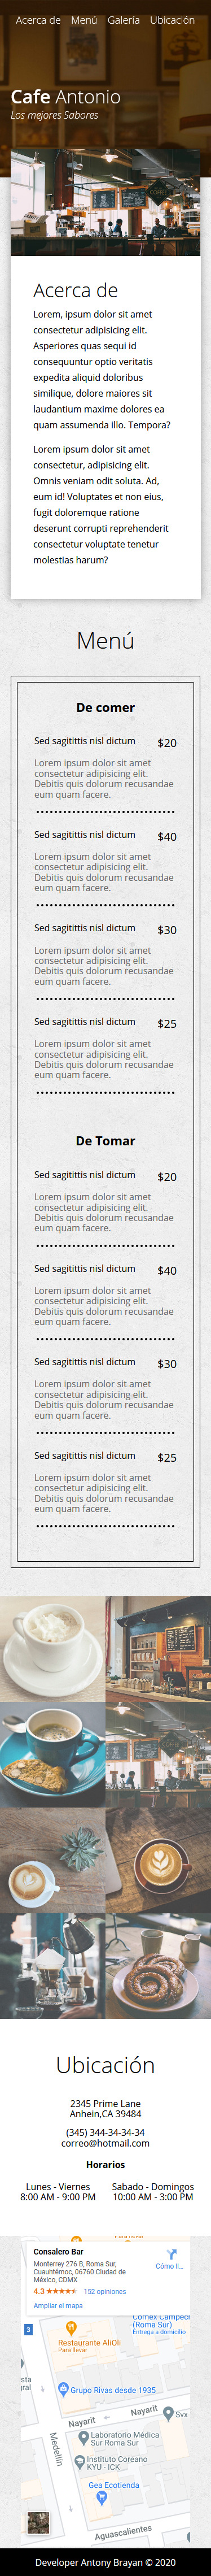 Acerca de Menú Galería Ubicación
Cafe Antonio
Los mejores Sabores
Acerca de
Lorem, ipsum dolor sit amet
consectetur adipisicing elit.
Asperiores quas sequi id
consequuntur optio veritatis
expedita aliquid doloribus
similique, dolore maiores sit
laudantium maxime dolores ea
quam assumenda illo. Tempora?
Lorem ipsum dolor sit amet
consectetur, adipisicing elit.
Omnis veniam odit soluta. Ad,
eum id! Voluptates et non eius,
fugit doloremque ratione
deserunt corrupti reprehenderit
consectetur voluptate tenetur
molestias harum?
Menú
De comer
Sed sagitittis nisl dictum $20
Lorem ipsum dolor sit amet
consectetur adipisicing elit.
Debitis quis dolorum recusandae
eum quam facere.
Sed sagitittis nisl dictum $40
Lorem ipsum dolor sit amet
consectetur adipisicing elit.
Debitis quis dolorum recusandae
eum quam facere.
Sed sagitittis nisl dictum $30
Lorem ipsum dolor sit amet
consectetur adipisicing elit.
Debitis quis dolorum recusandae
eum quam facere.
Sed sagitittis nisl dictum $25
Lorem ipsum dolor sit amet
consectetur adipisicing elit.
Debitis quis dolorum recusandae
eum quam facere.
De Tomar
Sed sagitittis nisl dictum $20
Lorem ipsum dolor sit amet
consectetur adipisicing elit.
Debitis quis dolorum recusandae
eum quam facere.
Sed sagitittis nisl dictum $40
Lorem ipsum dolor sit amet
consectetur adipisicing elit.
Debitis quis dolorum recusandae
eum quam facere.
Sed sagitittis nisl dictum $30
Lorem ipsum dolor sit amet
consectetur adipisicing elit.
Debitis quis dolorum recusandae
eum quam facere.
Sed sagitittis nisl dictum $25
Lorem ipsum dolor sit amet
consectetur adipisicing elit.
Debitis quis dolorum recusandae
eum quam facere.
Ubicación
2345 Prime Lane
Anhein,CA 39484
(345) 344-34-34-34
correo@hotmail.com
Horarios
Lunes - Viernes Sabados - Domingos
8:00 AM - 9:00 PM 10:00 AM - 3:00 PM
Para llevar
Consalero Bar
Monterrey 276 B, Roma Sur,
Cuauhtémoc, 06760 Ciudad de
México, CDMX
Cómo ll...
4.3 152 opiniones
Ampliar el mapa
Comex Campech
(Roma Sur)
Entrega a domicilio
3
Restaurante AliOli
Para llevar
Grupo Rivas desde 1935
Nayarit
Nayarit
Svx
Medellín
Laboratorio Médica
Sur Roma Sur
Instituto Coreano
KYU - ICK
Gea Ecotienda
Aguascalientes
Developer Antony Brayan © 2020